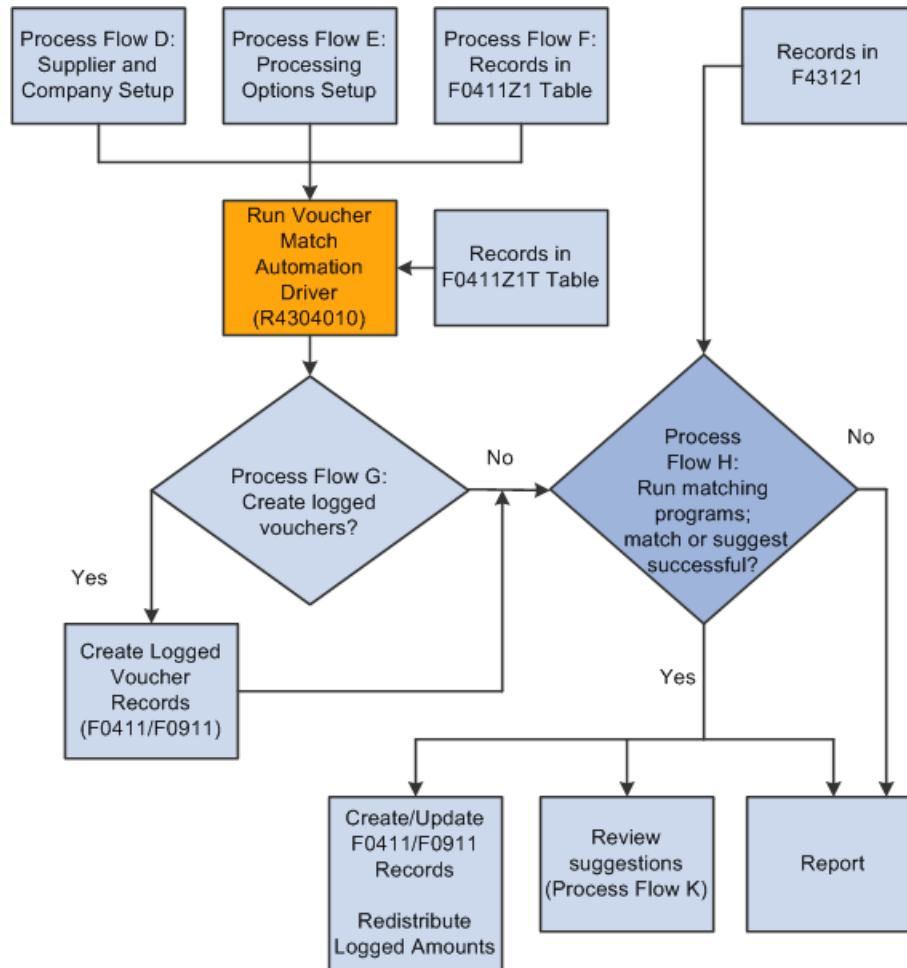 Process Flow D:
Supplier and
Company Setup
Process Flow E:
Processing
Options Setup
Process Flow F:
Records in
F0411Z1 Table
Records in
F43121
Run Voucher
Match
Automation
Driver
(R4304010)
Records in
F0411Z1T Table
Process Flow G:
Create logged
vouchers?
No
Process
Flow H:
Run matching
programs;
match or suggest
successful?
No
Yes
Create Logged
Voucher
Records
(F0411/F0911)
Yes
Create/Update
F0411/F0911
Records
Redistribute
Logged Amounts
Review
suggestions
(Process Flow K)
Report